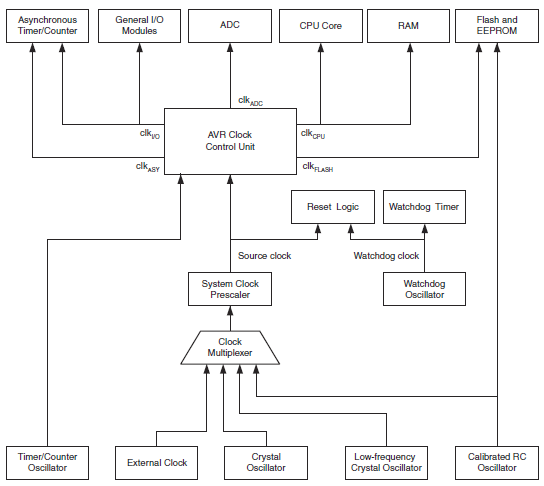 Asynchronous
Timer/Counter
General I/O
Modules
ADC
CPU Core
RAM
Flash and
EEPROM
clkADC
clkI/O
AVR Clock
Control Unit
clkCPU
clkASY
clkFLASH
Reset Logic
Watchdog Timer
Source clock
Watchdog clock
System Clock
Prescaler
Watchdog
Oscillator
Clock
Multiplexer
Timer/Counter
Oscillator
External Clock
Crystal
Oscillator
Low-frequency
Crystal Oscillator
Calibrated RC
Oscillator